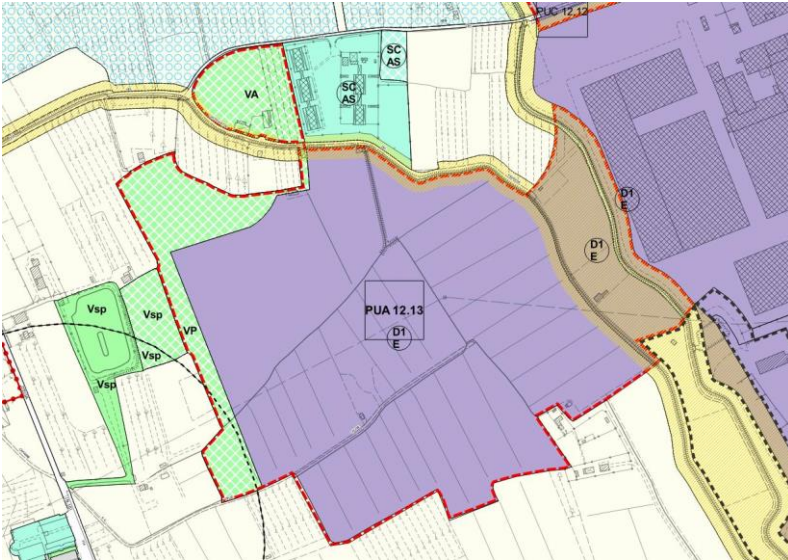 PUC 12.12
SC
AS
VA
SC
AS
D1
E
D1
E
Vsp
Vsp
VP
PUA 12.13
D1
E
Vsp
Vsp